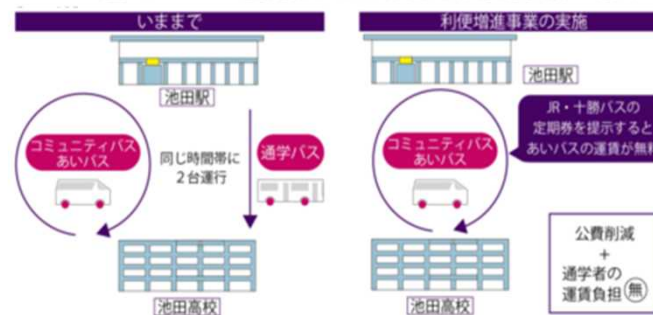 いままで
池田駅
コミュニティバス
あいバス
同じ時間帯に
2台運行
通学バス
池田高校
利便増進事業の実施
池田駅
コミュニティバス
あいバス
JR・十勝バスの
定期券を提示すると
あいバスの運賃が無料
公費削減
+
通学者の
運賃負担 無
池田高校